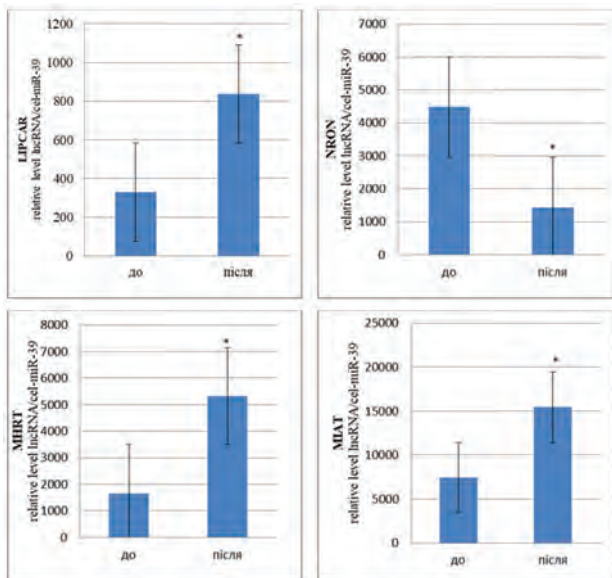 LIPCAR
relative level lncRNA/cel-miR-39
1200
1000
800
600
400
200
0
*
до
після
NRON
relative level lncRNA/cel-miR-39
7000
6000
5000
4000
3000
2000
1000
0
*
до
після
MHRT
relative level lncRNA/cel-miR-39
8000
7000
6000
5000
4000
3000
2000
1000
0
*
до
після
MIAT
relative level lncRNA/cel-miR-39
25000
20000
15000
10000
5000
0
*
до
після